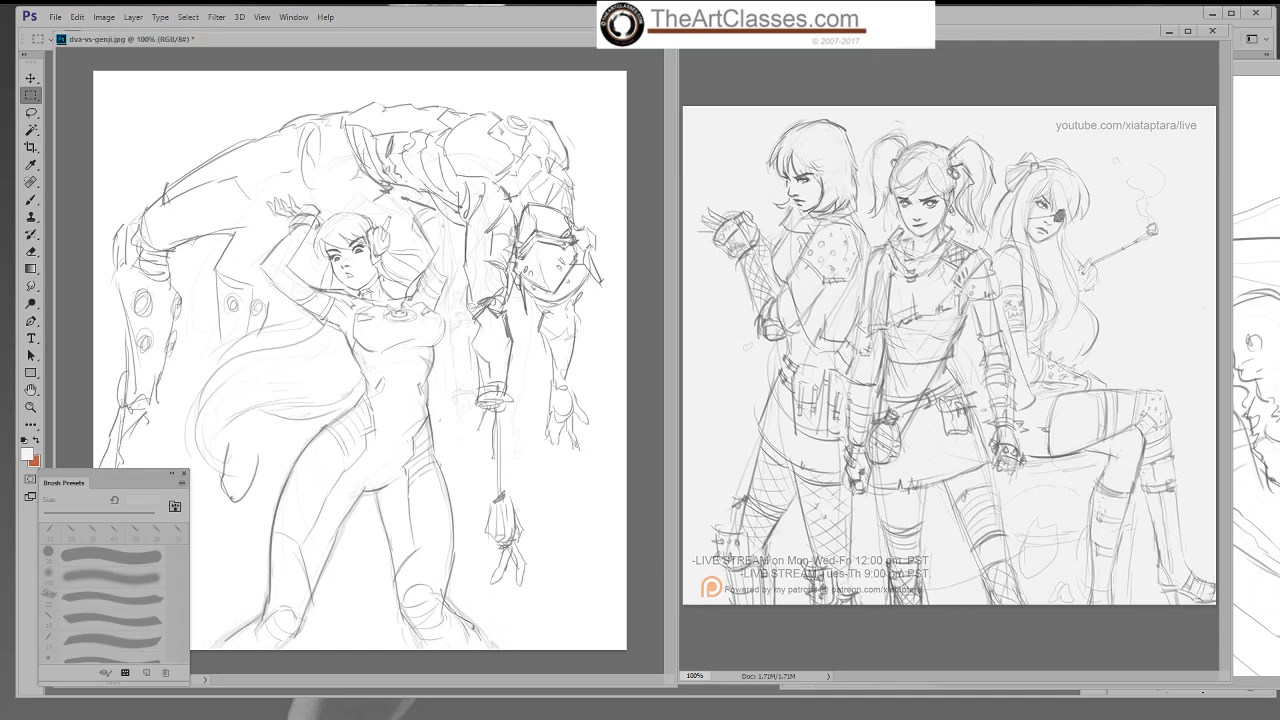 TheArtClasses.com
© 2007-2017
Ps File Edit Image Layer Type Select Filter 3D View Window Help
dva-vs-genji.jpg @ 100% (RGB/8#) *
youtube.com/xiataptara/live
Brush Presets
Size:
-LIVE STREAM on Mon-Wed-Fri 12:00 pm PST
-LIVE STREAM Tues-Th 9:00 pm PST.
Powered by my patrons @ patreon.com/xiataptara
100% Doc: 1.71M/1.71M